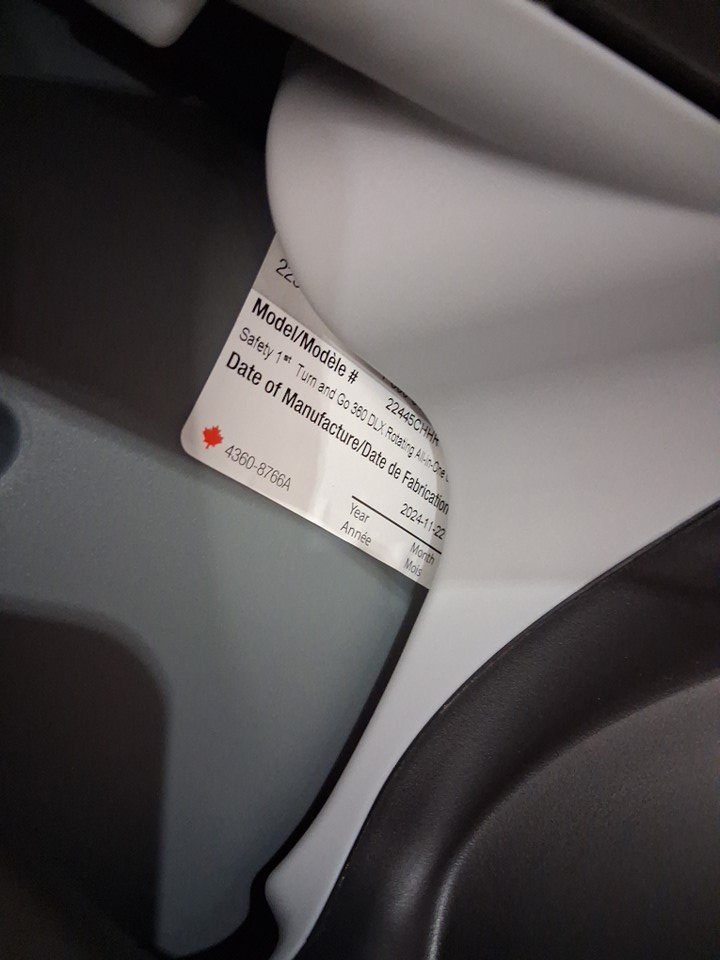 Model/Modèle #
22445CHHK
Safety 1st Turn and Go 360 DLX Rotating All-in-One
Date of Manufacture/Date de Fabrication
2024-11-22
Year Month
Année Mois
4360-8766A